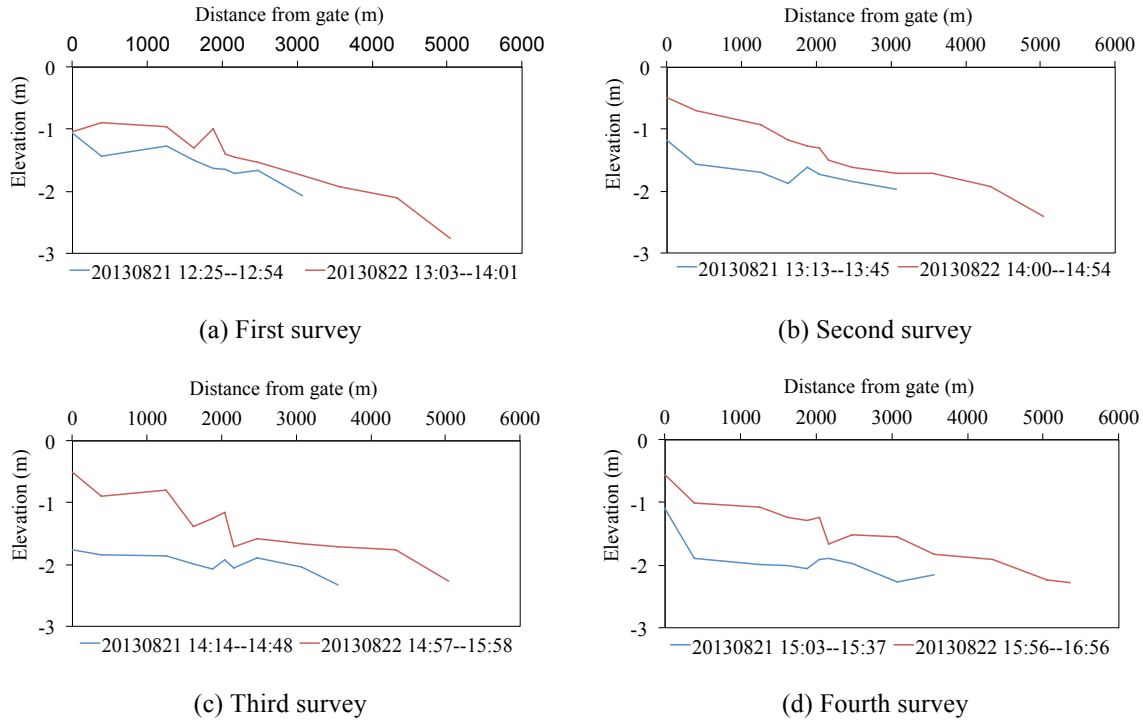 Distance from gate (m)
0 1000 2000 3000 4000 5000 6000
0
-1
-2
-3
Elevation (m)
20130821 12:25--12:54 20130822 13:03--14:01
(a) First survey
Distance from gate (m)
0 1000 2000 3000 4000 5000 6000
0
-1
-2
-3
Elevation (m)
20130821 13:13--13:45 20130822 14:00--14:54
(b) Second survey
Distance from gate (m)
0 1000 2000 3000 4000 5000 6000
0
-1
-2
-3
Elevation (m)
20130821 14:14--14:48 20130822 14:57--15:58
(c) Third survey
Distance from gate (m)
0 1000 2000 3000 4000 5000 6000
0
-1
-2
-3
Elevation (m)
20130821 15:03--15:37 20130822 15:56--16:56
(d) Fourth survey